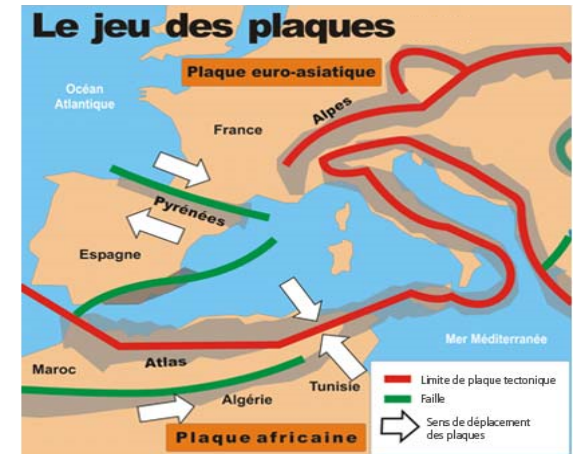 Le jeu des plaques
Plaque euro-asiatique
Océan
Atlantique
France
Alpes
Pyrénées
Espagne
Mer Méditerranée
Maroc
Atlas
Algérie
Tunisie
Plaque africaine
Limite de plaque tectonique
Faille
Sens de déplacement
des plaques